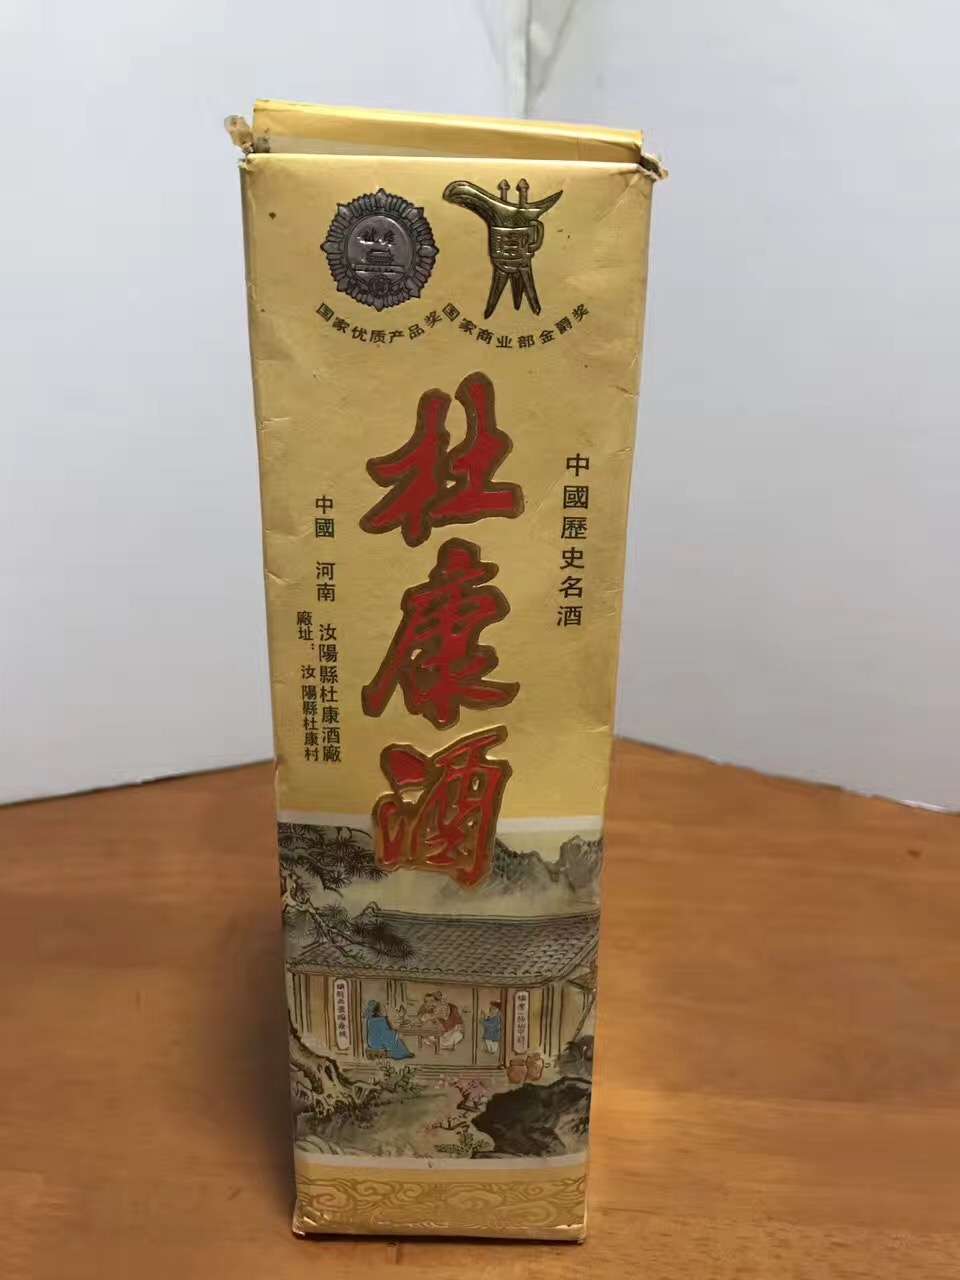 国家优质产品奖
国家商业部金爵奖
中國歷史名酒
杜康酒
中國 河南 汝陽縣杜康酒廠
廠址：汝陽縣杜康村